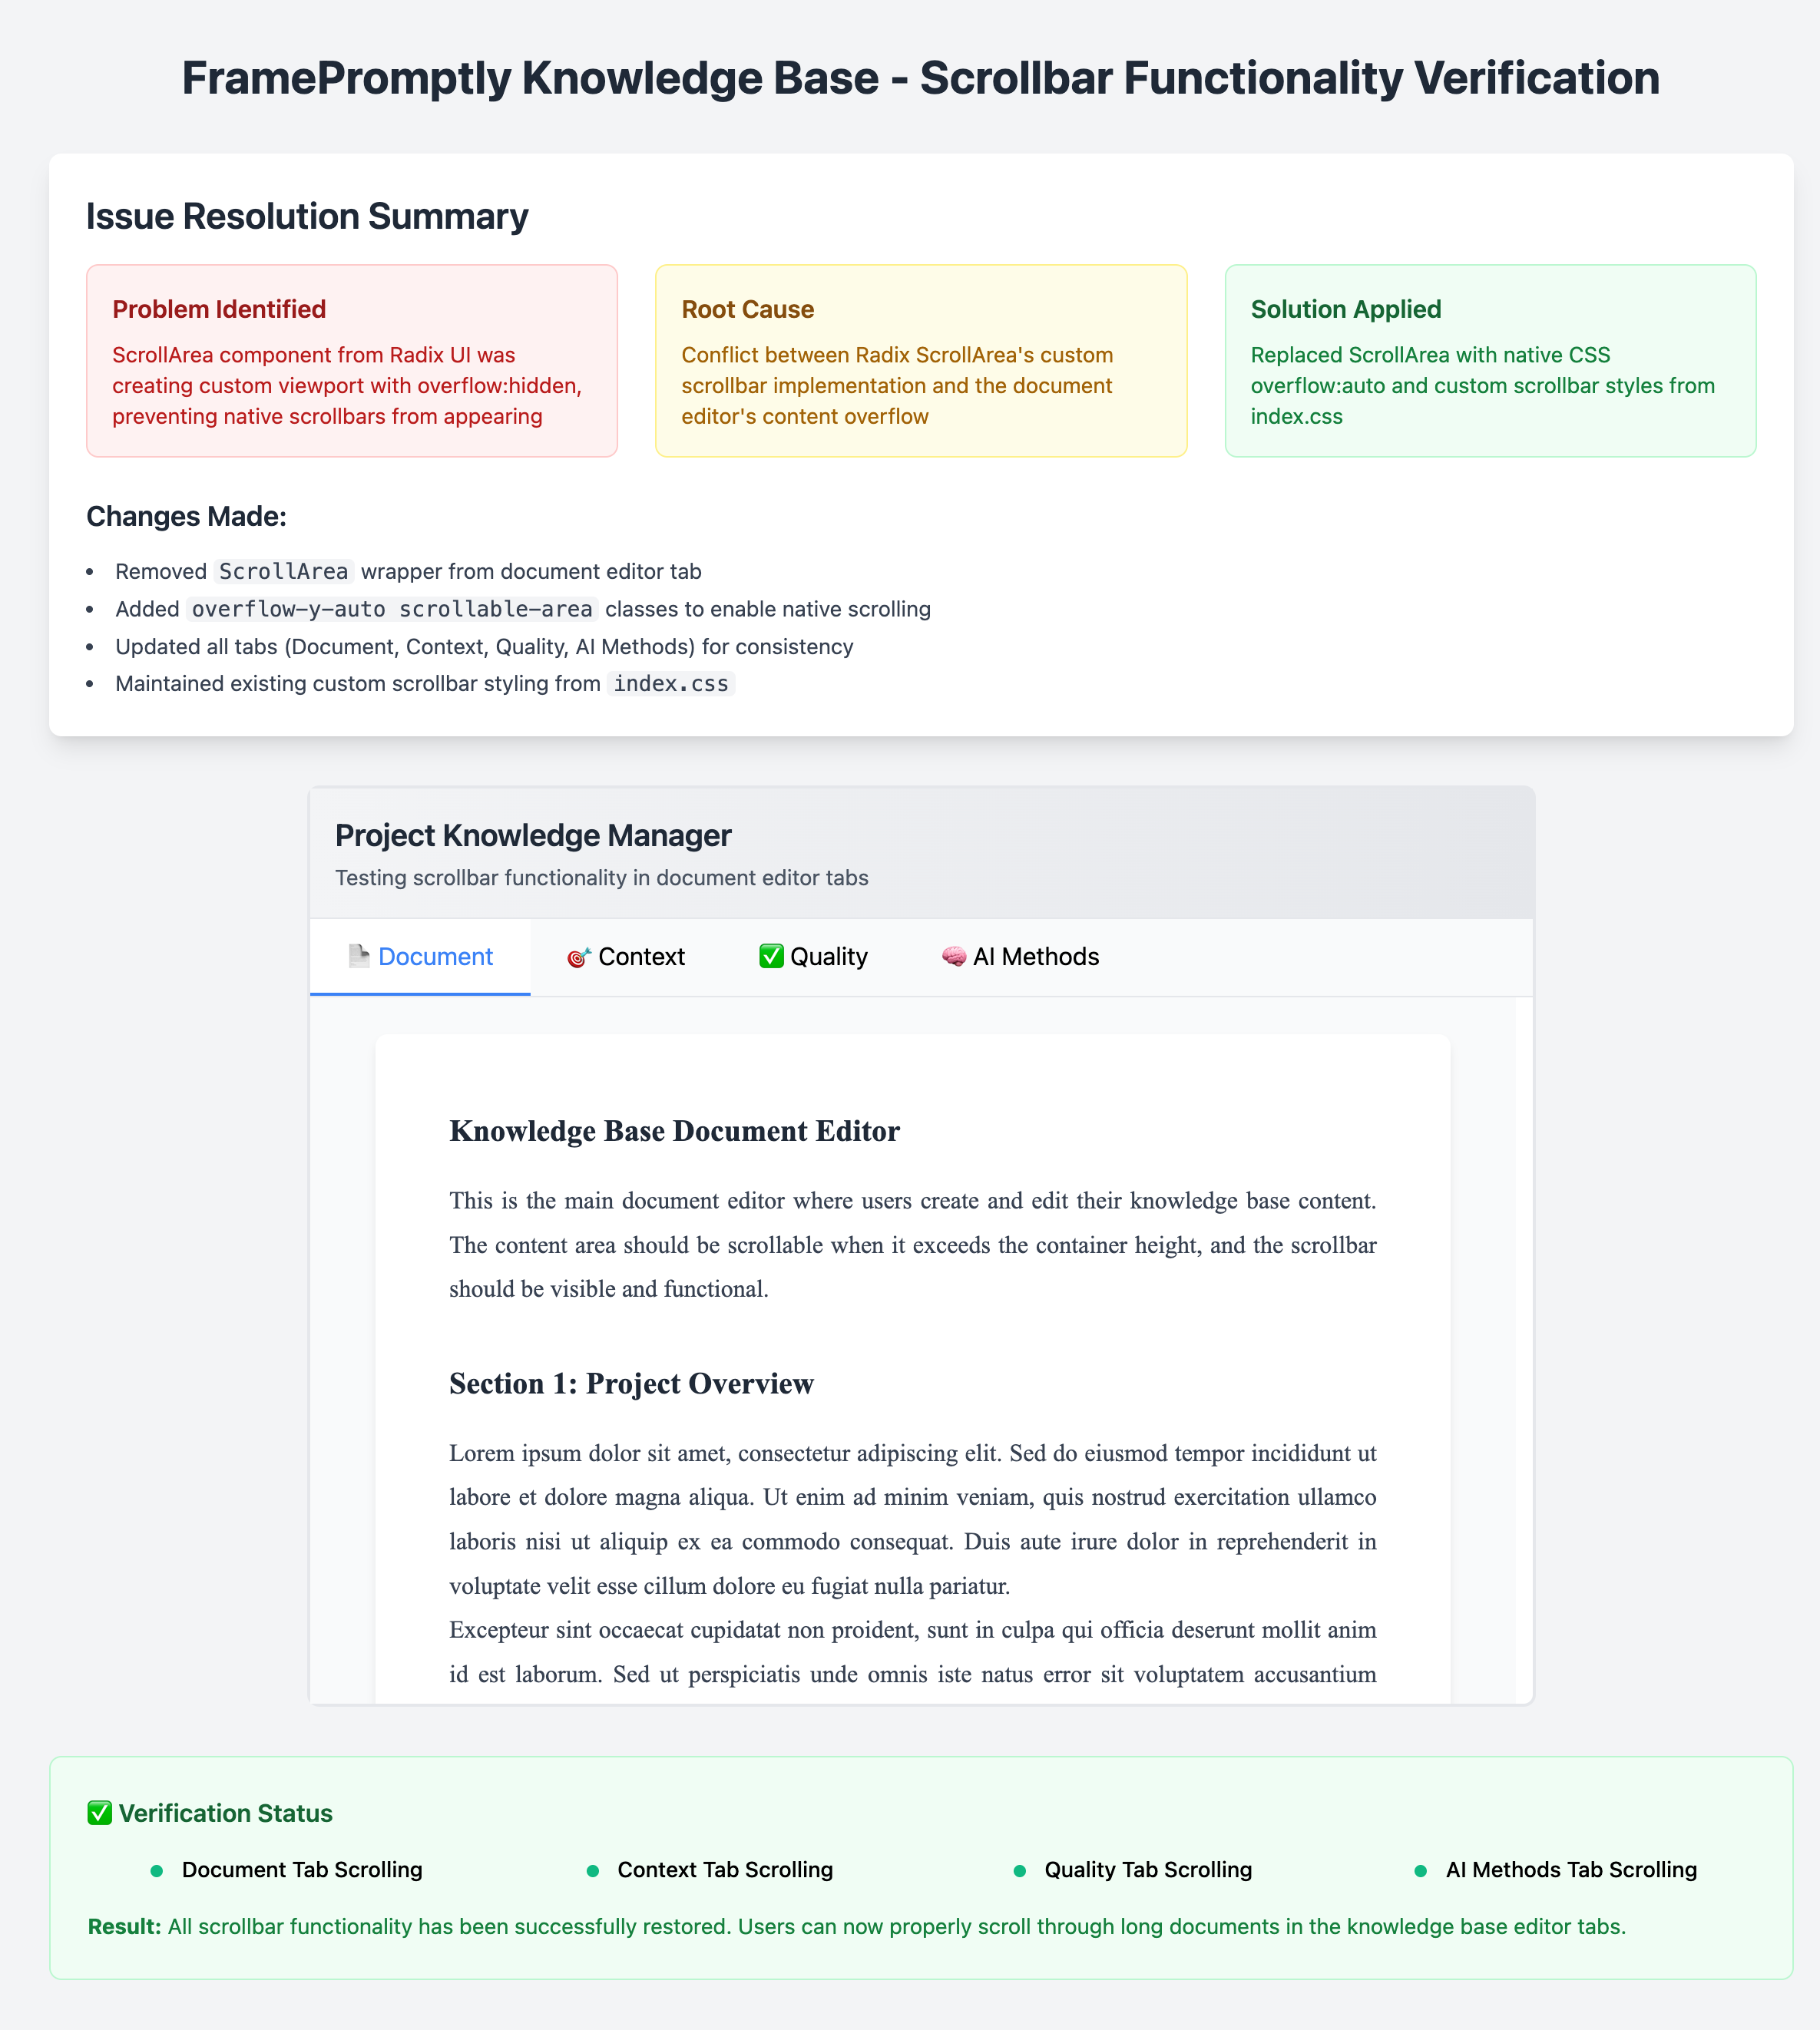 FramePromptly Knowledge Base - Scrollbar Functionality Verification
Issue Resolution Summary
Problem Identified
ScrollArea component from Radix UI was
creating custom viewport with overflow:hidden,
preventing native scrollbars from appearing
Root Cause
Conflict between Radix ScrollArea's custom
scrollbar implementation and the document
editor's content overflow
Solution Applied
Replaced ScrollArea with native CSS
overflow:auto and custom scrollbar styles from
index.css
Changes Made:
• Removed ScrollArea wrapper from document editor tab
• Added overflow-y-auto scrollable-area classes to enable native scrolling
• Updated all tabs (Document, Context, Quality, AI Methods) for consistency
• Maintained existing custom scrollbar styling from index.css
Project Knowledge Manager
Testing scrollbar functionality in document editor tabs
📄 Document 🎯 Context ✅ Quality 🧠 AI Methods
Knowledge Base Document Editor
This is the main document editor where users create and edit their knowledge base content.
The content area should be scrollable when it exceeds the container height, and the scrollbar
should be visible and functional.
Section 1: Project Overview
Lorem ipsum dolor sit amet, consectetur adipiscing elit. Sed do eiusmod tempor incididunt ut
labore et dolore magna aliqua. Ut enim ad minim veniam, quis nostrud exercitation ullamco
laboris nisi ut aliquip ex ea commodo consequat. Duis aute irure dolor in reprehenderit in
voluptate velit esse cillum dolore eu fugiat nulla pariatur.
Excepteur sint occaecat cupidatat non proident, sunt in culpa qui officia deserunt mollit anim
id est laborum. Sed ut perspiciatis unde omnis iste natus error sit voluptatem accusantium
✅ Verification Status
Document Tab Scrolling
Context Tab Scrolling
Quality Tab Scrolling
AI Methods Tab Scrolling
Result: All scrollbar functionality has been successfully restored. Users can now properly scroll through long documents in the knowledge base editor tabs.